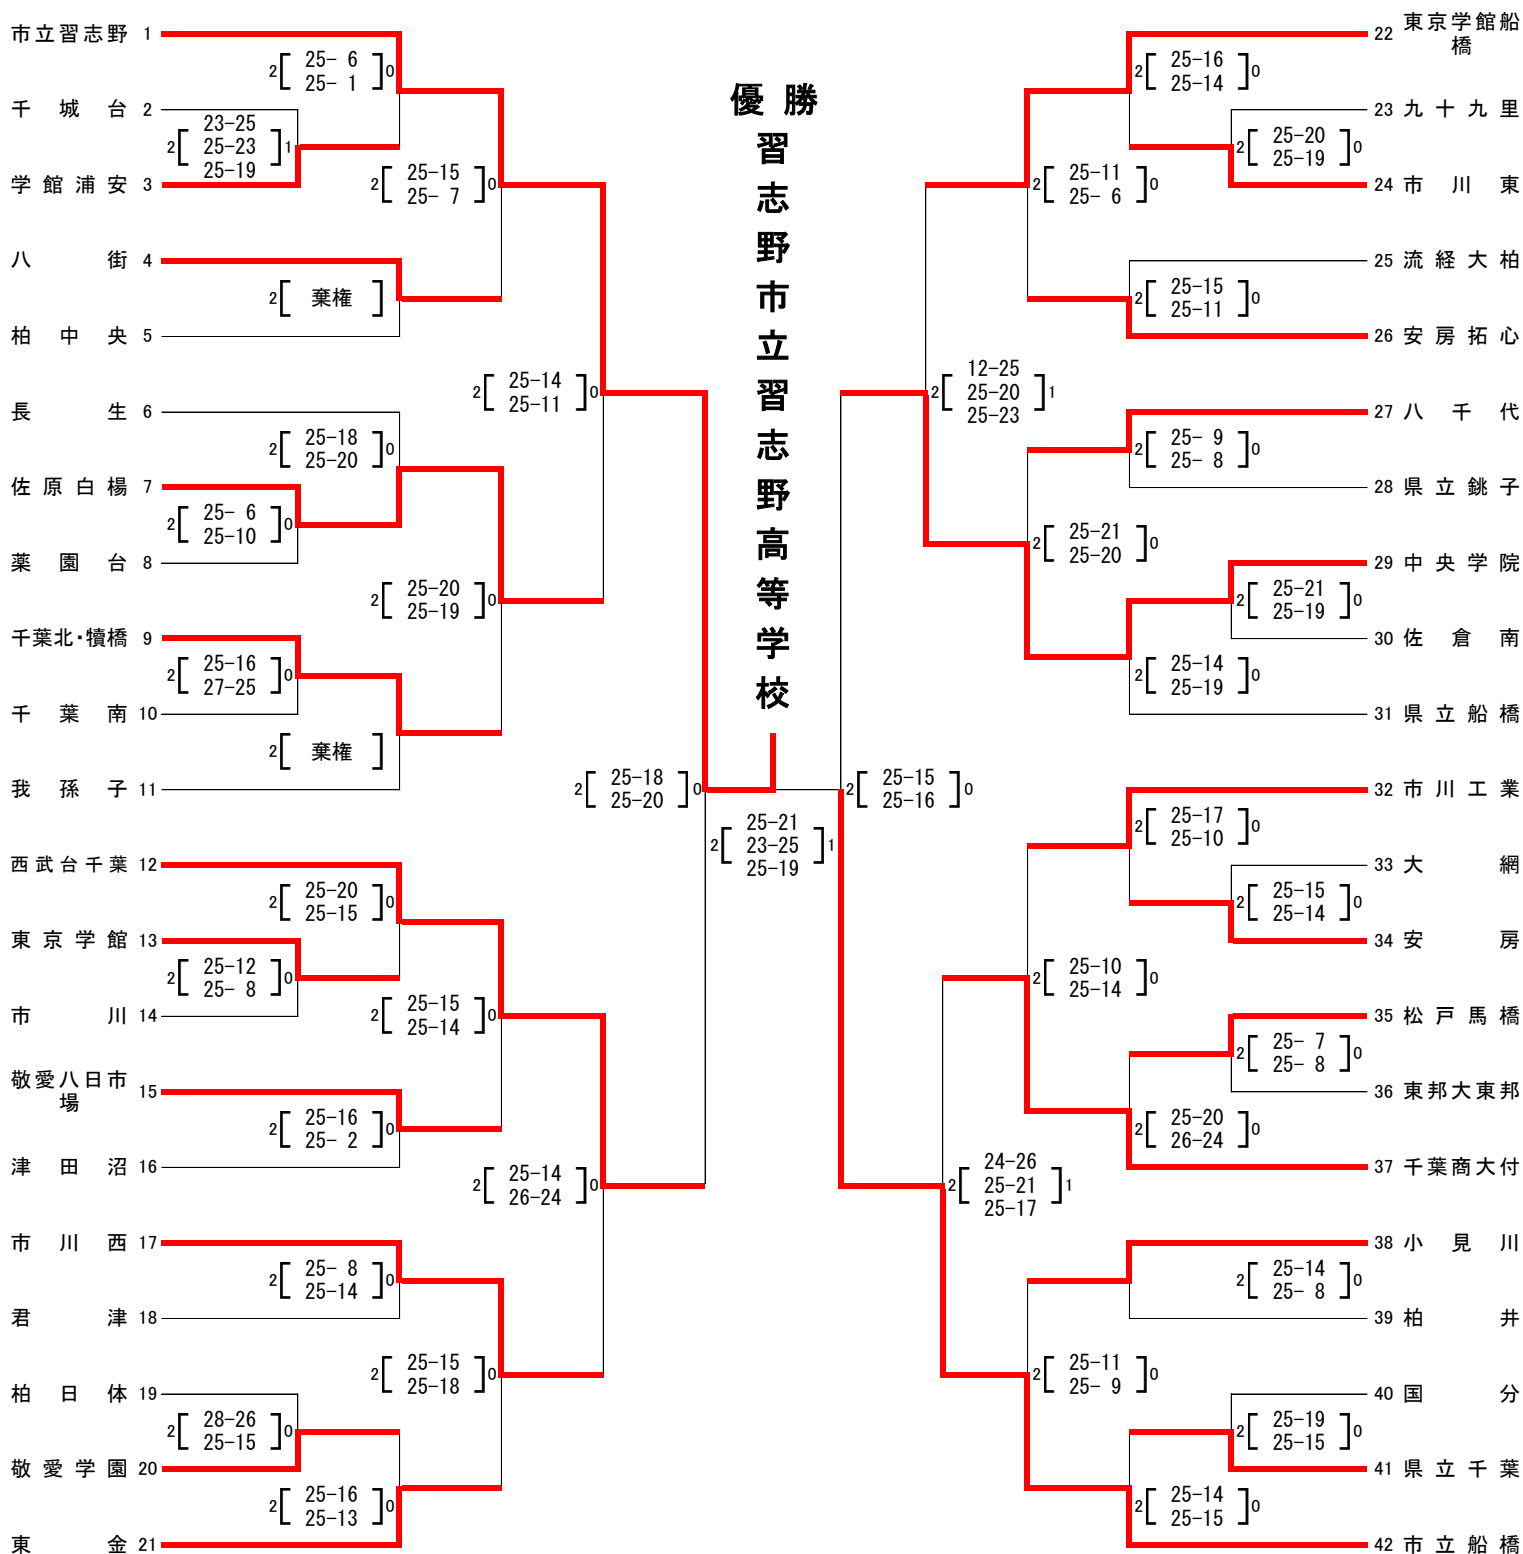 優勝
習志野市立習志野高等学校
市立習志野 1
千城台 2
学館浦安 3
八街 4
柏中央 5
長生 6
佐原白楊 7
薬園台 8
千葉北・犢橋 9
千葉南 10
我孫子 11
西武台千葉 12
東京学館 13
市川 14
敬愛八日市
場
15
津田沼 16
市川西 17
君津 18
柏日体 19
敬愛学園 20
東金 21
2[25- 6
25- 1]0
2[23-25
25-23
25-19]1
2[棄権]
2[25-18
25-20]0
2[25- 6
25-10]0
2[25-16
27-25]0
2[棄権]
2[25-20
25-15]0
2[25-12
25- 8]0
2[25-16
25- 2]0
2[25- 8
25-14]0
2[28-26
25-15]0
2[25-16
25-13]0
2[25-15
25- 7]0
2[25-20
25-19]0
2[25-15
25-14]0
2[25-15
25-18]0
2[25-14
25-11]0
2[25-14
26-24]0
2[25-18
25-20]0
2[25-21
23-25
25-19]1
2[25-15
25-16]0
2[12-25
25-20
25-23]1
2[24-26
25-21
25-17]1
2[25-11
25- 6]0
2[25-21
25-20]0
2[25-10
25-14]0
2[25-11
25- 9]0
2[25-16
25-14]0
2[25-20
25-19]0
2[25-15
25-11]0
2[25- 9
25- 8]0
2[25-21
25-19]0
2[25-14
25-19]0
2[25-17
25-10]0
2[25-15
25-14]0
2[25- 7
25- 8]0
2[25-20
26-24]0
2[25-14
25- 8]0
2[25-19
25-15]0
2[25-14
25-15]0
22 東京学館船
橋
23 九十九里
24 市川東
25 流経大柏
26 安房拓心
27 八千代
28 県立銚子
29 中央学院
30 佐倉南
31 県立船橋
32 市川工業
33 大網
34 安房
35 松戸馬橋
36 東邦大東邦
37 千葉商大付
38 小見川
39 柏井
40 国分
41 県立千葉
42 市立船橋